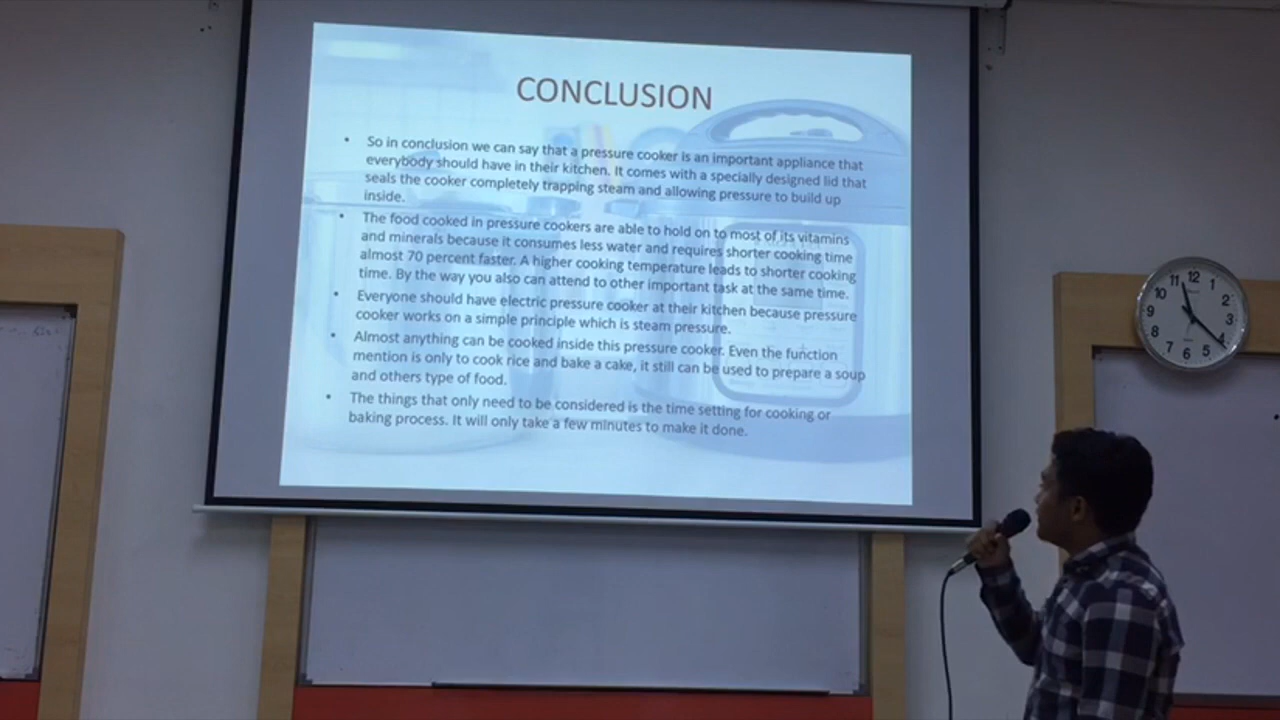 CONCLUSION
• So in conclusion we can say that a pressure cooker is an important appliance that
everybody should have in their kitchen. It comes with a specially designed lid that
seals the cooker completely trapping steam and allowing pressure to build up
inside.
• The food cooked in pressure cookers are able to hold on to most of its vitamins
and minerals because it consumes less water and requires shorter cooking time
almost 70 percent faster. A higher cooking temperature leads to shorter cooking
time. By the way you also can attend to other important task at the same time.
• Everyone should have electric pressure cooker at their kitchen because pressure
cooker works on a simple principle which is steam pressure.
• Almost anything can be cooked inside this pressure cooker. Even the function
mention is only to cook rice and bake a cake, it still can be used to prepare a soup
and others type of food.
• The things that only need to be considered is the time setting for cooking or
baking process. It will only take a few minutes to make it done.
12
1
2
3
4
5
6
7
8
9
10
11